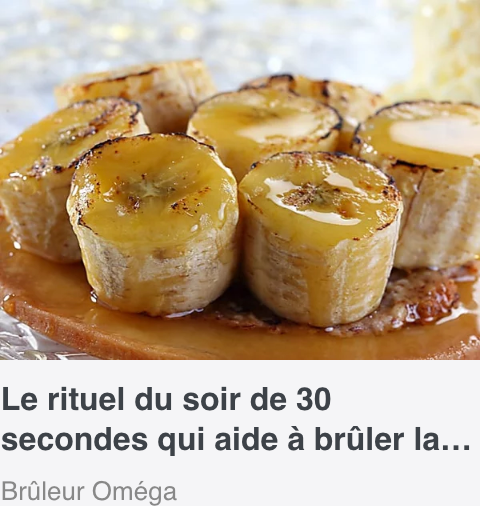 Le rituel du soir de 30
secondes qui aide à brûler la…
Brûleur Oméga